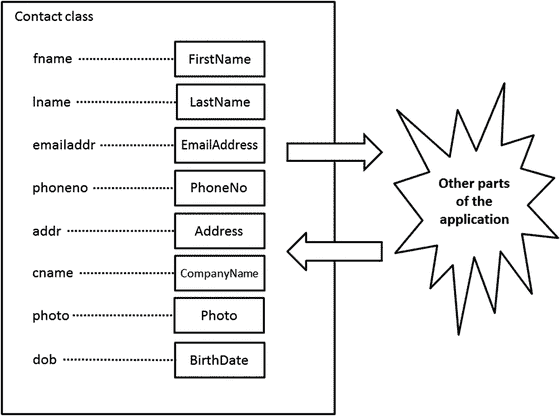 Contact class
fname FirstName
lname LastName
emailaddr EmailAddress
phoneno PhoneNo
addr Address
cname CompanyName
photo Photo
dob BirthDate
Other parts
of the
application